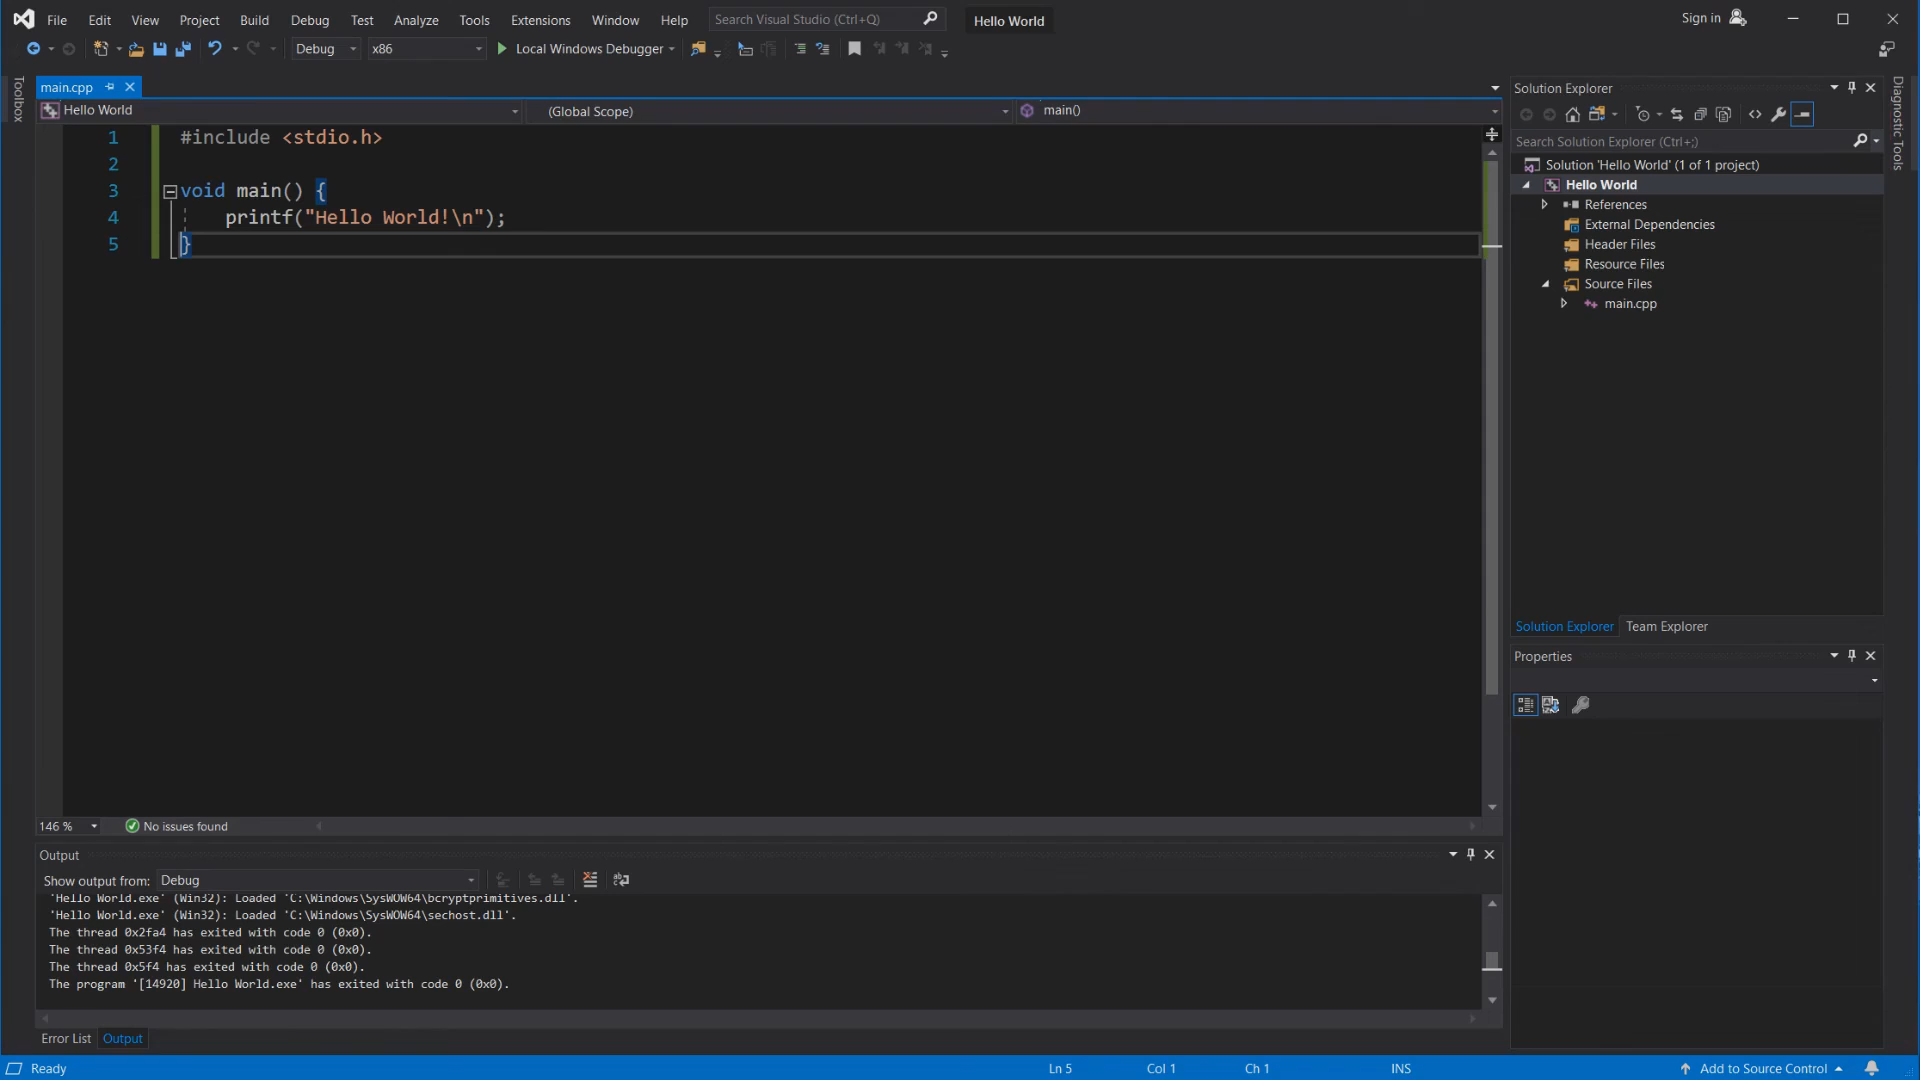 File Edit View Project Build Debug Test Analyze Tools Extensions Window Help Search Visual Studio (Ctrl+Q) Hello World Sign in
Debug x86 Local Windows Debugger
Toolbox
main.cpp
Hello World (Global Scope) main()
1 #include <stdio.h>
2
3 void main() {
4 printf("Hello World!\n");
5 }
146 % No issues found
Output
Show output from: Debug
'Hello World.exe' (Win32): Loaded 'C:\Windows\SysWOW64\bcryptprimitives.dll'.
'Hello World.exe' (Win32): Loaded 'C:\Windows\SysWOW64\sechost.dll'.
The thread 0x2fa4 has exited with code 0 (0x0).
The thread 0x53f4 has exited with code 0 (0x0).
The thread 0x5f4 has exited with code 0 (0x0).
The program '[14920] Hello World.exe' has exited with code 0 (0x0).
Error List Output
Solution Explorer
Search Solution Explorer (Ctrl+;)
Solution 'Hello World' (1 of 1 project)
Hello World
References
External Dependencies
Header Files
Resource Files
Source Files
main.cpp
Solution Explorer Team Explorer
Properties
Diagnostic Tools
Ready Ln 5 Col 1 Ch 1 INS Add to Source Control